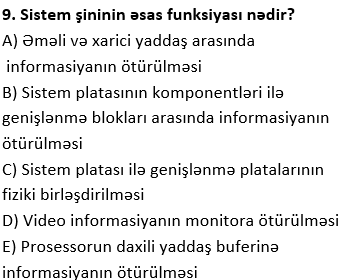 9. Sistem şininin əsas funksiyası nədir?
A) Əməli və xarici yaddaş arasında
informasiyanın ötürülməsi
B) Sistem platasının komponentləri ilə
genişlənmə blokları arasında informasiyanın
ötürülməsi
C) Sistem platası ilə genişlənmə platalarının
fiziki birləşdirilməsi
D) Video informasiyanın monitora ötürülməsi
E) Prosessorun daxili yaddaş buferinə
informasiyanın ötürülməsi